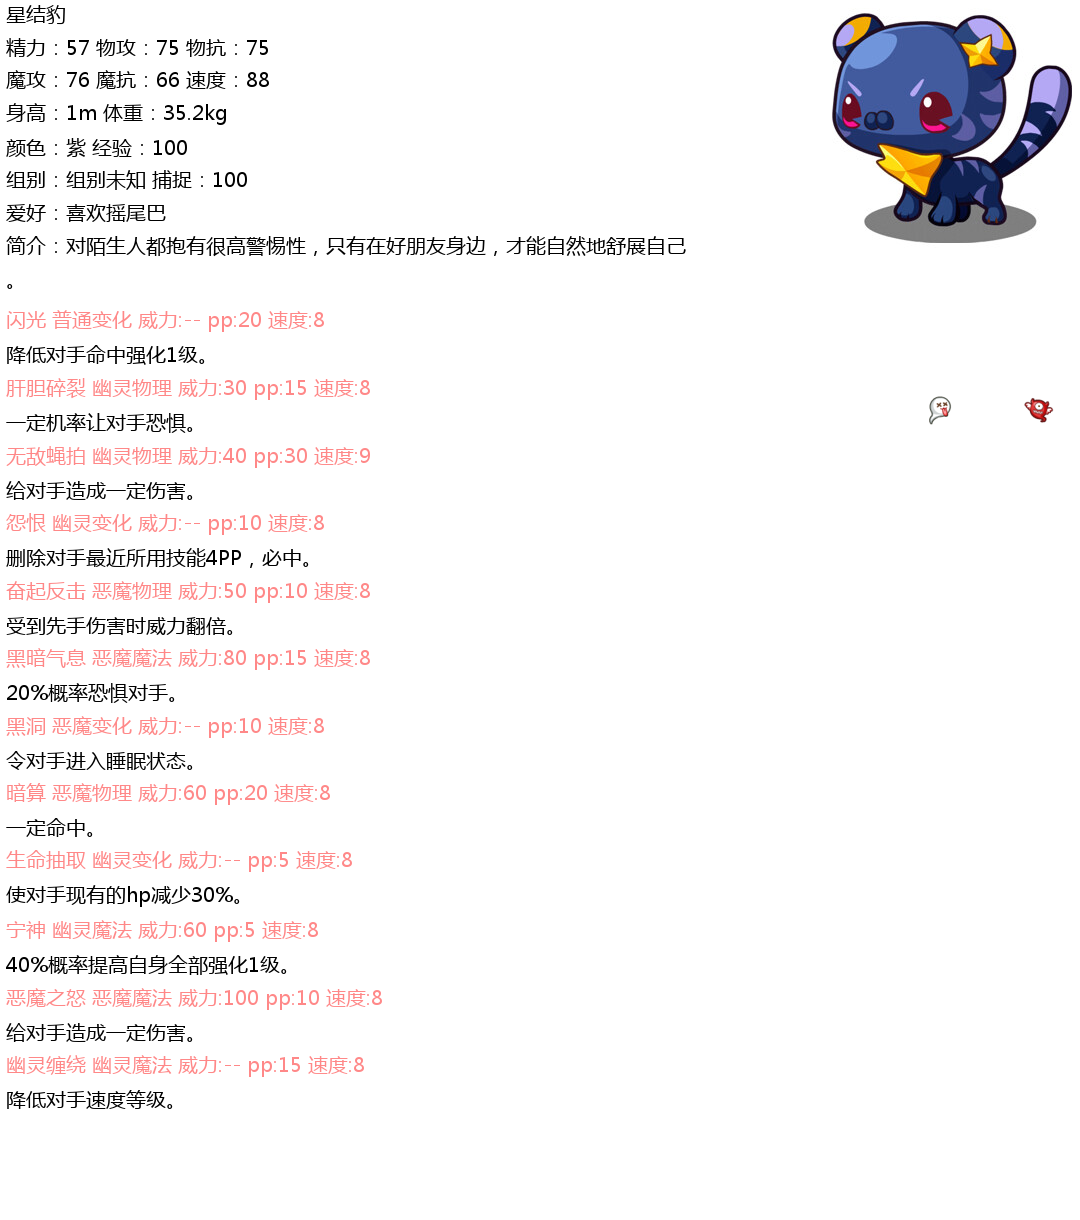 星结豹
精力：57 物攻：75 物抗：75
魔攻：76 魔抗：66 速度：88
身高：1m 体重：35.2kg
颜色：紫 经验：100
组别：组别未知 捕捉：100
爱好：喜欢摇尾巴
简介：对陌生人都抱有很高警惕性，只有在好朋友身边，才能自然地舒展自己
。
闪光 普通变化 威力:-- pp:20 速度:8
降低对手命中强化1级。
肝胆碎裂 幽灵物理 威力:30 pp:15 速度:8
一定机率让对手恐惧。
无敌蝇拍 幽灵物理 威力:40 pp:30 速度:9
给对手造成一定伤害。
怨恨 幽灵变化 威力:-- pp:10 速度:8
删除对手最近所用技能4PP，必中。
奋起反击 恶魔物理 威力:50 pp:10 速度:8
受到先手伤害时威力翻倍。
黑暗气息 恶魔魔法 威力:80 pp:15 速度:8
20%概率恐惧对手。
黑洞 恶魔变化 威力:-- pp:10 速度:8
令对手进入睡眠状态。
暗算 恶魔物理 威力:60 pp:20 速度:8
一定命中。
生命抽取 幽灵变化 威力:-- pp:5 速度:8
使对手现有的hp减少30%。
宁神 幽灵魔法 威力:60 pp:5 速度:8
40%概率提高自身全部强化1级。
恶魔之怒 恶魔魔法 威力:100 pp:10 速度:8
给对手造成一定伤害。
幽灵缠绕 幽灵魔法 威力:-- pp:15 速度:8
降低对手速度等级。